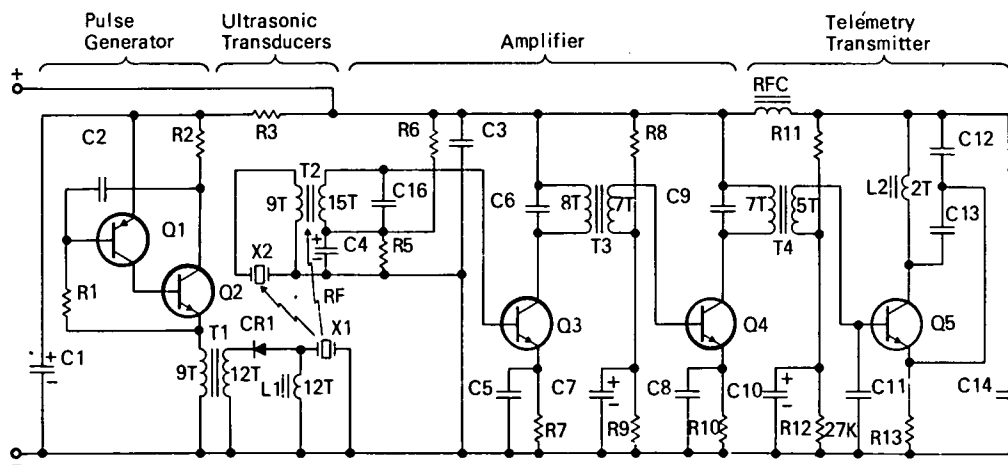 Pulse Generator
Ultrasonic Transducers
Amplifier
Telémetry Transmitter
+
RFC
C2
R2
R3
R6
C3
R8
R11
C12
T2
9T
15T
C16
C6
8T
7T
T3
C9
7T
5T
T4
L2
2T
C13
Q1
X2
+
-
C4
R5
R1
Q2
RF
Q3
Q4
Q5
T1
CR1
X1
C1
+
-
9T
12T
L1
12T
C5
C7
+
-
C8
C10
+
-
C11
C14
R7
R9
R10
R12
27K
R13
-